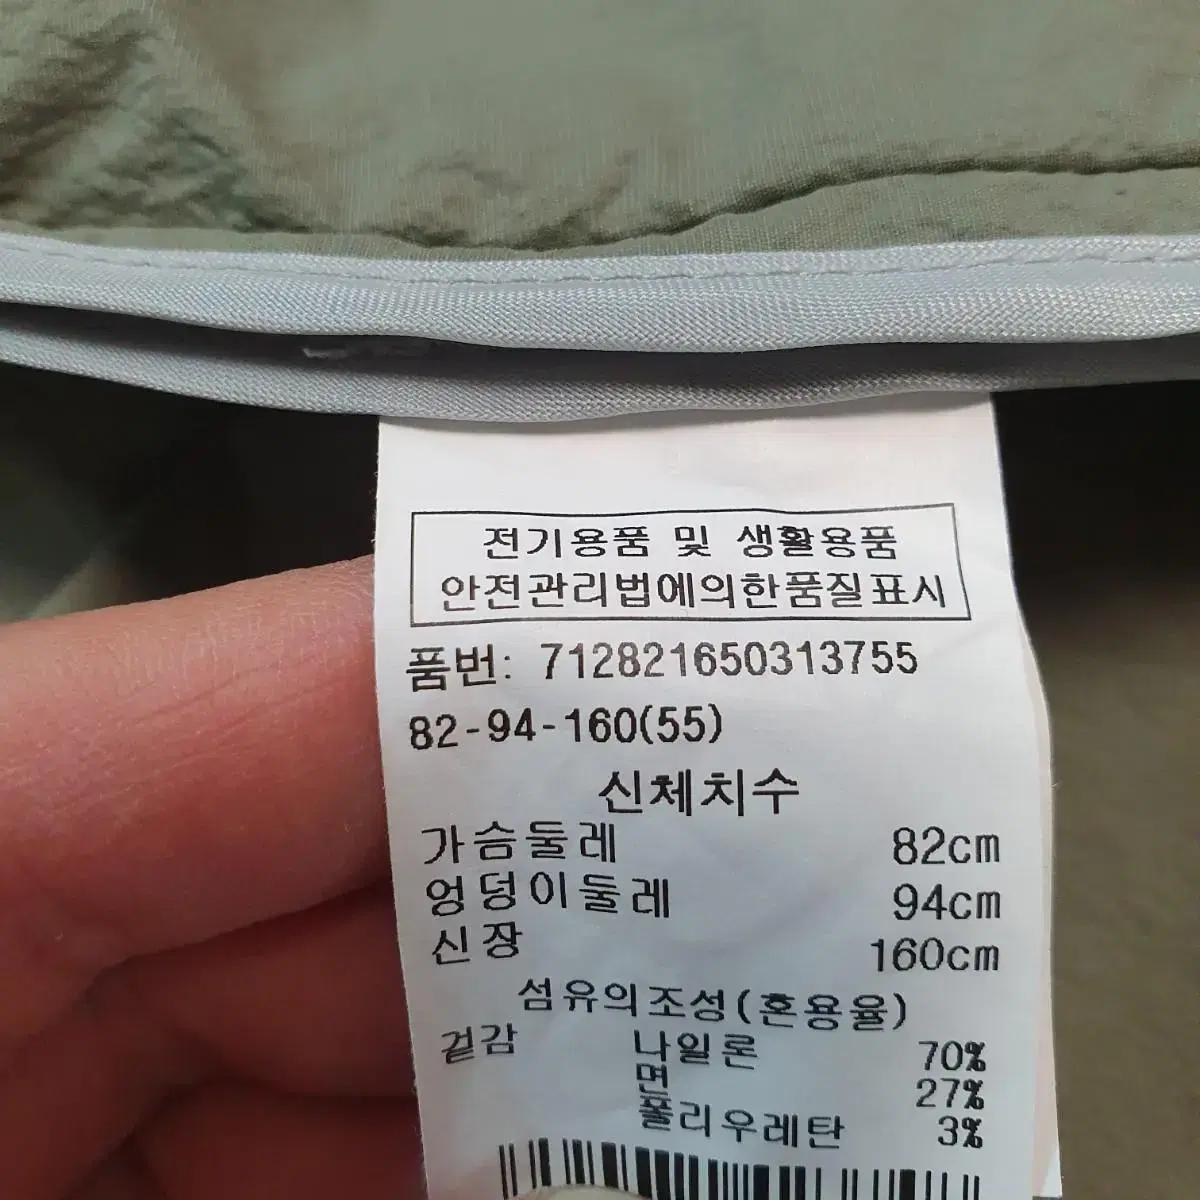 전기용품 및 생활용품
안전관리법에의한품질표시
품번: 712821650313755
82-94-160(55)
신체치수
가슴둘레 82cm
엉덩이둘레 94cm
신장 160cm
섬유의조성(혼용율)
겉감 나일론 70%
면 27%
폴리우레탄 3%